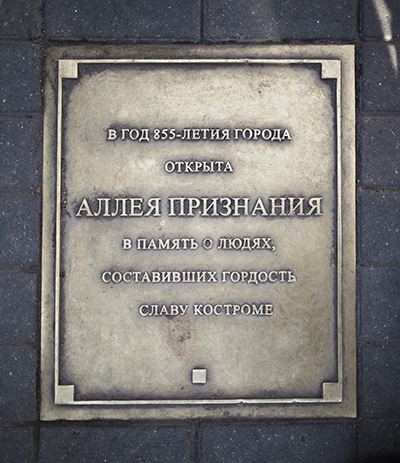 В ГОД 855-ЛЕТИЯ ГОРОДА
ОТКРЫТА
АЛЛЕЯ ПРИЗНАНИЯ
В ПАМЯТЬ О ЛЮДЯХ,
СОСТАВИВШИХ ГОРДОСТЬ
СЛАВУ КОСТРОМЕ